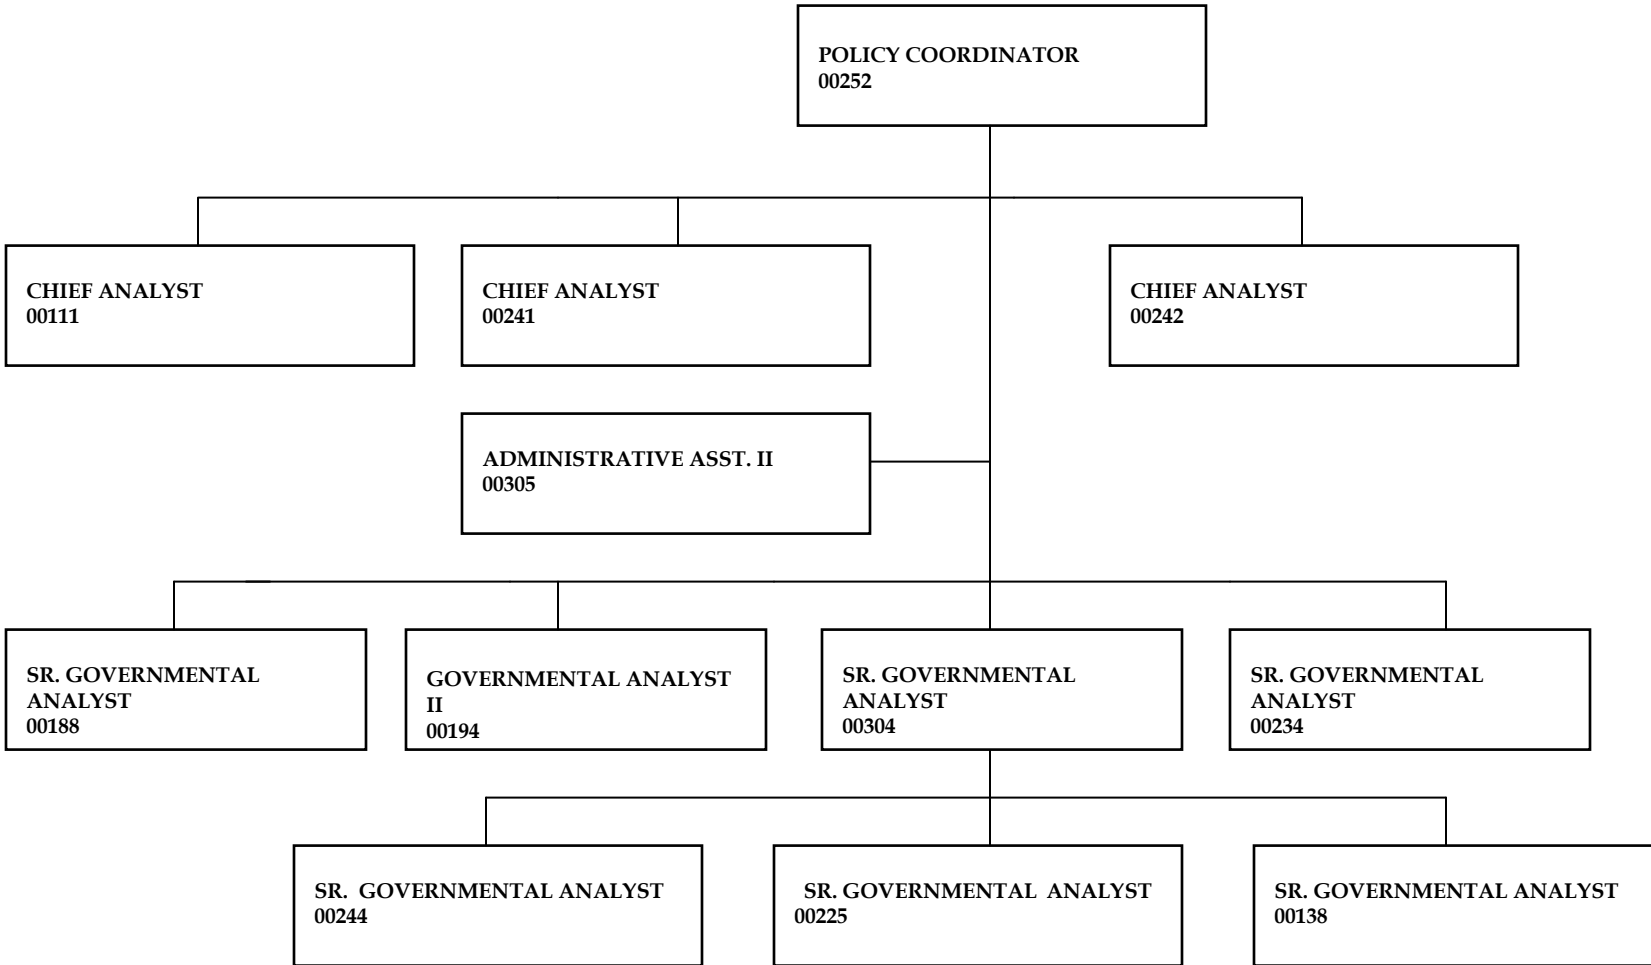 POLICY COORDINATOR
00252
CHIEF ANALYST
00111
CHIEF ANALYST
00241
CHIEF ANALYST
00242
ADMINISTRATIVE ASST. II
00305
SR. GOVERNMENTAL
ANALYST
00188
GOVERNMENTAL ANALYST
II
00194
SR. GOVERNMENTAL
ANALYST
00304
SR. GOVERNMENTAL
ANALYST
00234
SR. GOVERNMENTAL ANALYST
00244
SR. GOVERNMENTAL ANALYST
00225
SR. GOVERNMENTAL ANALYST
00138